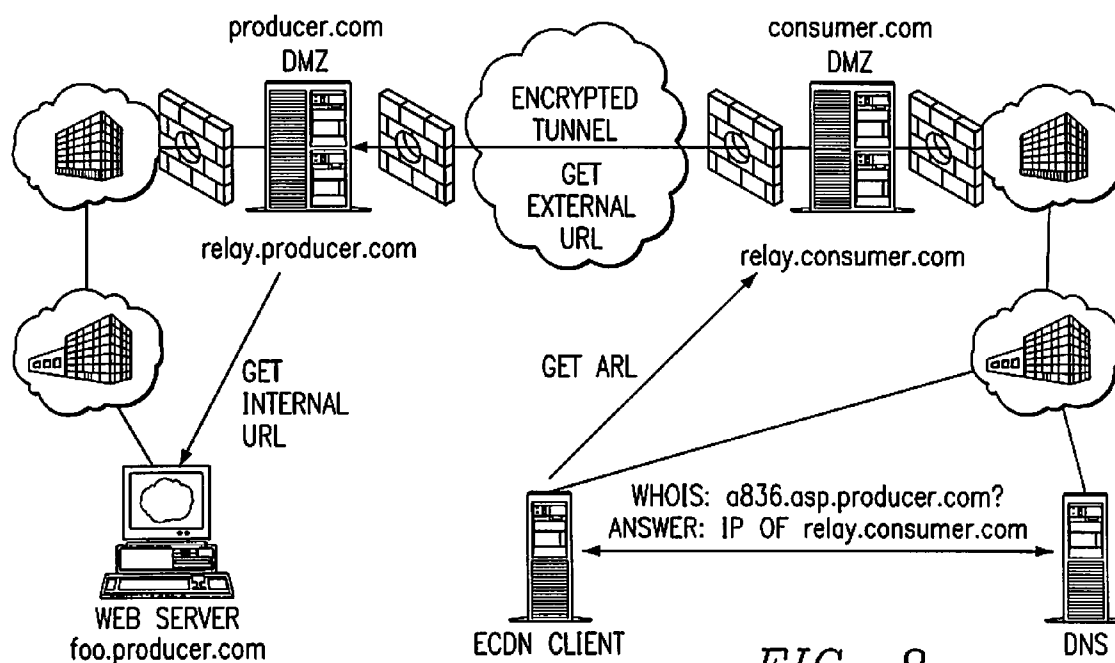 producer.com
DMZ
consumer.com
DMZ
ENCRYPTED
TUNNEL
GET
EXTERNAL
URL
relay.producer.com
relay.consumer.com
GET
INTERNAL
URL
GET ARL
WHOIS: a836.asp.producer.com?
ANSWER: IP OF relay.consumer.com
WEB SERVER
foo.producer.com
ECDN CLIENT
DNS